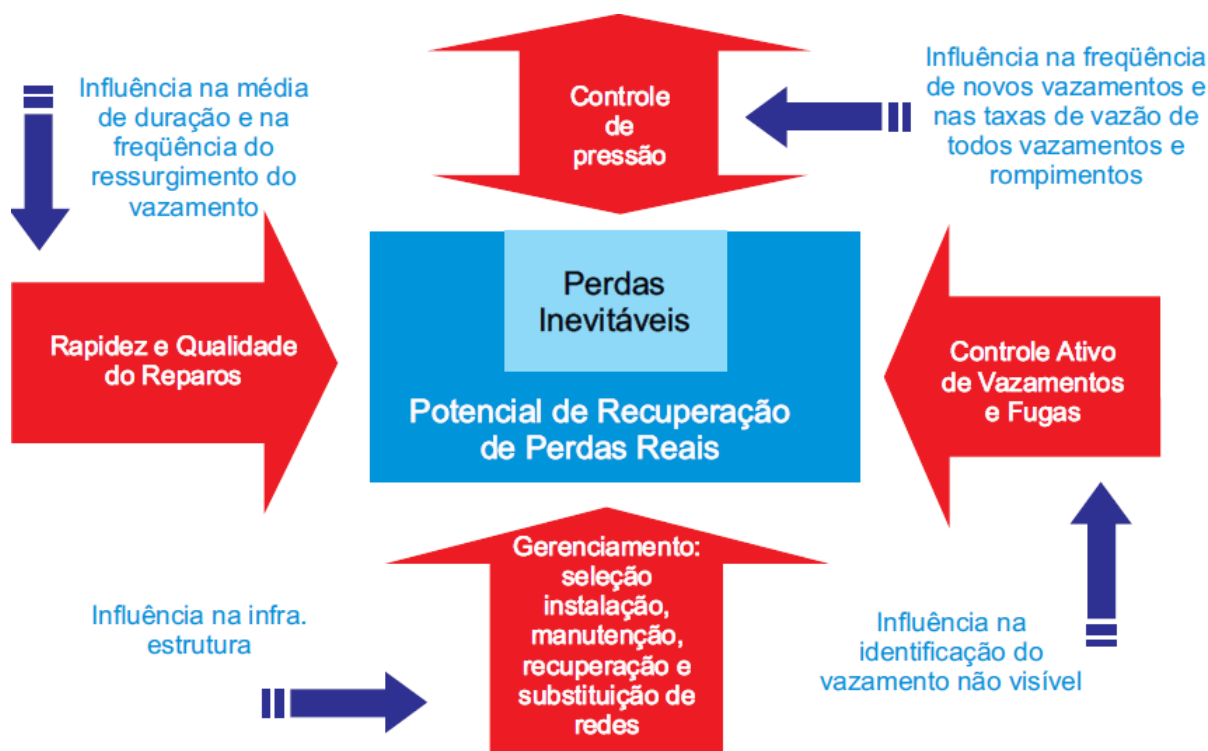 Influência na média
de duração e na
freqüência do
ressurgimento do
vazamento
Controle
de
pressão
Influência na freqüência
de novos vazamentos e
nas taxas de vazão de
todos vazamentos e
rompimentos
Rapidez e Qualidade
do Reparos
Perdas
Inevitáveis
Potencial de Recuperação
de Perdas Reais
Controle Ativo
de Vazamentos
e Fugas
Influência na infra.
estrutura
Gerenciamento:
seleção
instalação,
manutenção,
recuperação e
substituição de
redes
Influência na
identificação do
vazamento não visível